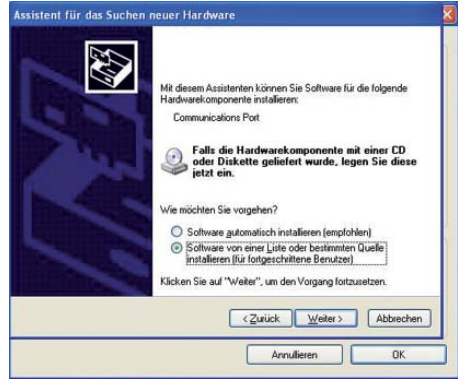 Assistent für das Suchen neuer Hardware
Mit diesem Assistenten können Sie Software für die folgende
Hardwarekomponente installieren:
Communications Port
Falls die Hardwarekomponente mit einer CD
oder Diskette geliefert wurde, legen Sie diese
jetzt ein.
Wie möchten Sie vorgehen?
Software automatisch installieren (empfohlen)
Software von einer Liste oder bestimmten Quelle
installieren (für fortgeschrittene Benutzer)
Klicken Sie auf "Weiter", um den Vorgang fortzusetzen.
< Zurück Weiter > Abbrechen
Annullieren OK